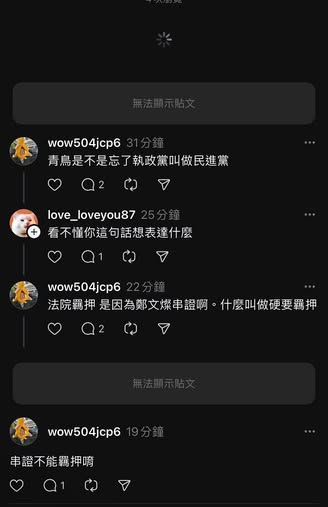 無法顯示貼文
wow504jcp6 31分鐘
青鳥是不是忘了執政黨叫做民進黨
2
love_loveyou87 25分鐘
看不懂你這句話想表達什麼
1
wow504jcp6 22分鐘
法院羈押 是因為鄭文燦串證啊。什麼叫做硬要羈押
2
無法顯示貼文
wow504jcp6 19分鐘
串證不能羈押唷
1